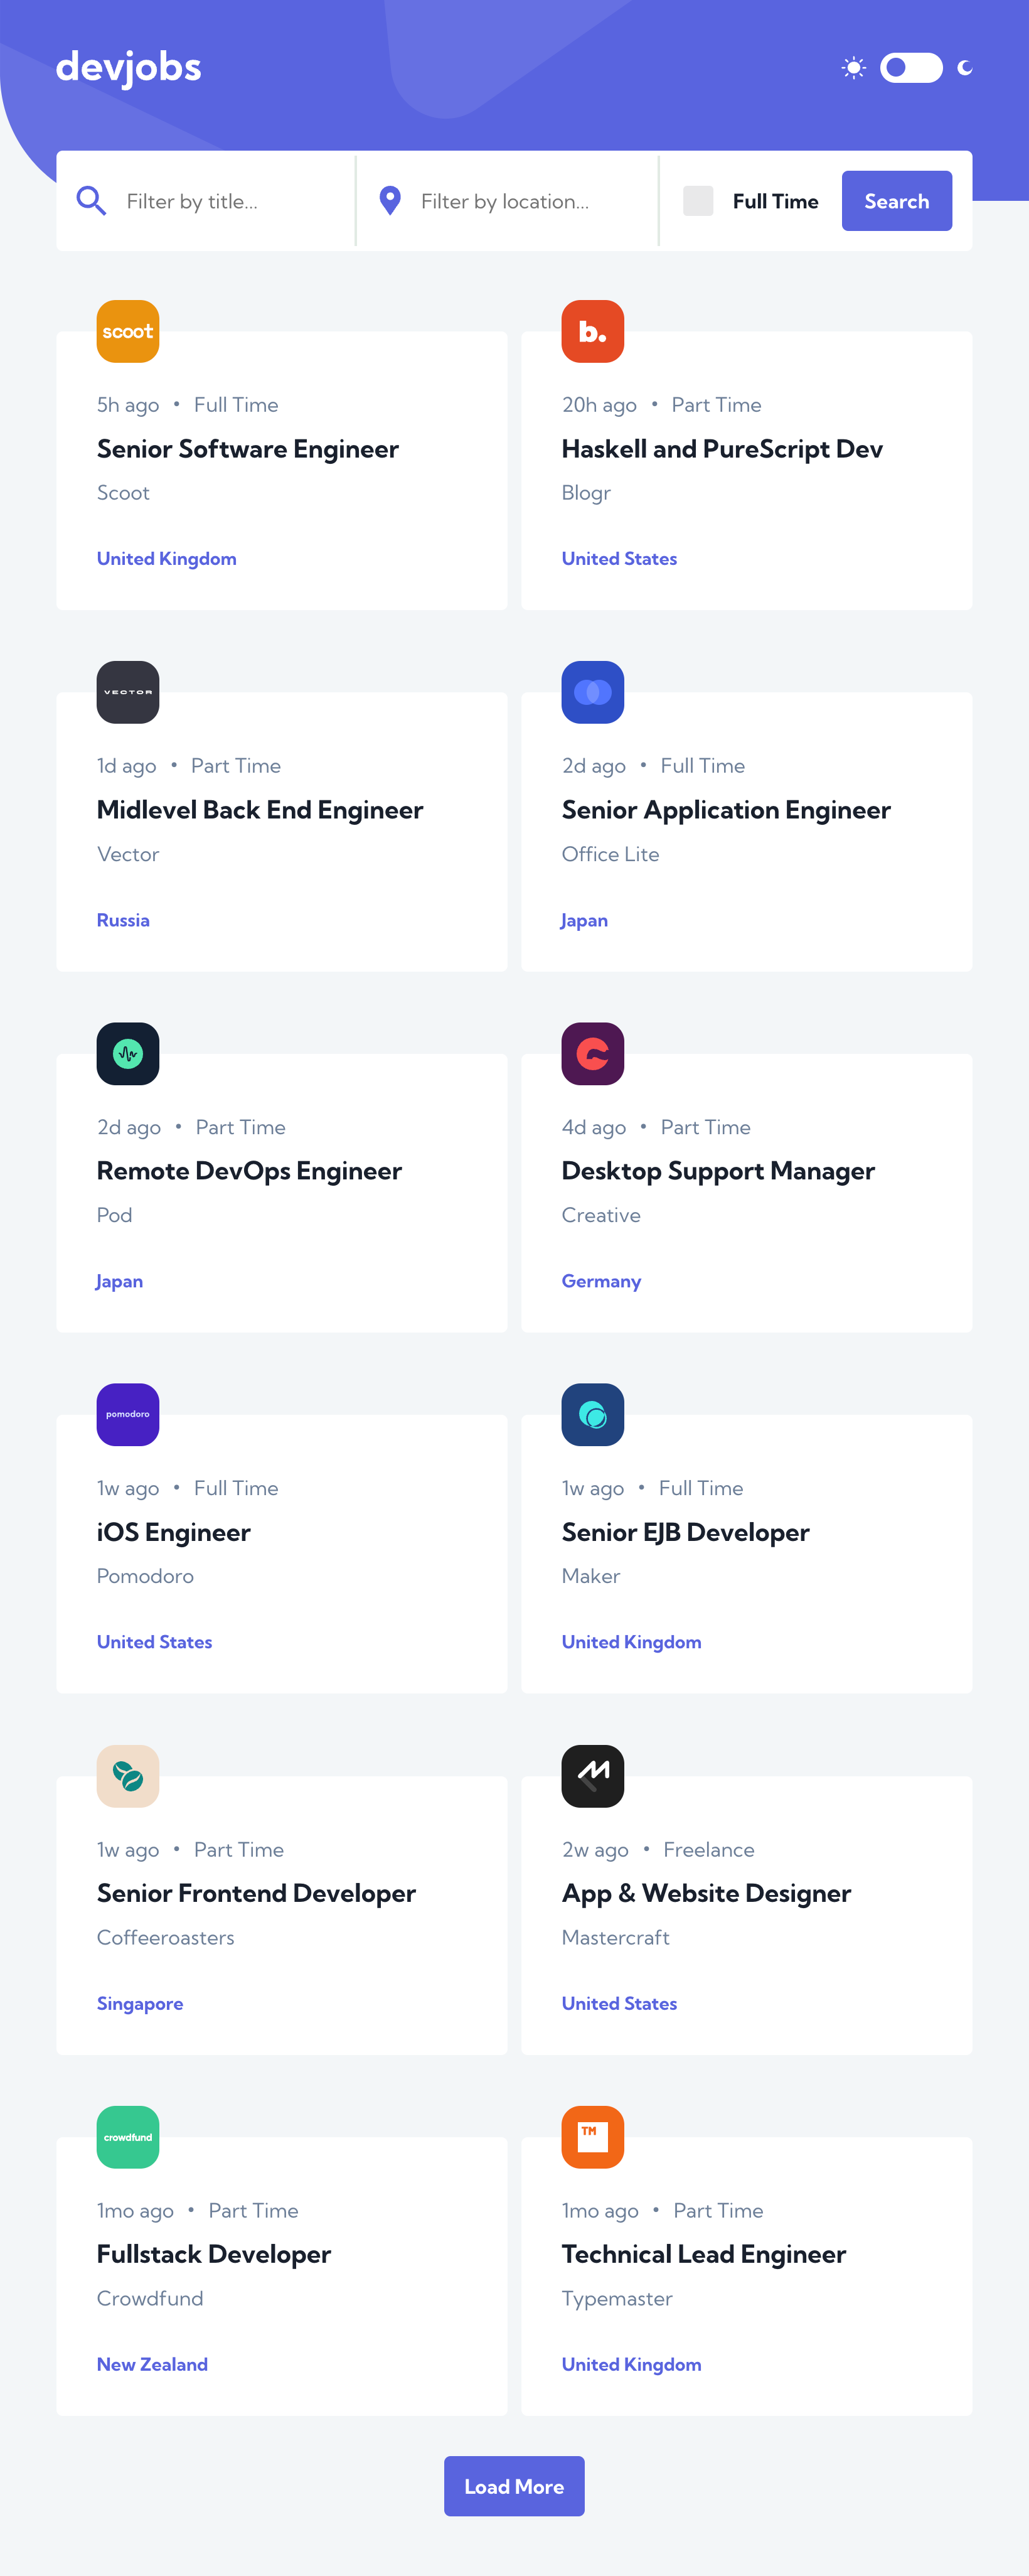 devjobs
Filter by title...
Filter by location...
Full Time
Search
scoot
5h ago • Full Time
Senior Software Engineer
Scoot
United Kingdom
b.
20h ago • Part Time
Haskell and PureScript Dev
Blogr
United States
VECTOR
1d ago • Part Time
Midlevel Back End Engineer
Vector
Russia
2d ago • Full Time
Senior Application Engineer
Office Lite
Japan
2d ago • Part Time
Remote DevOps Engineer
Pod
Japan
4d ago • Part Time
Desktop Support Manager
Creative
Germany
pomodoro
1w ago • Full Time
iOS Engineer
Pomodoro
United States
1w ago • Full Time
Senior EJB Developer
Maker
United Kingdom
1w ago • Part Time
Senior Frontend Developer
Coffeeroasters
Singapore
2w ago • Freelance
App & Website Designer
Mastercraft
United States
crowdfund
1mo ago • Part Time
Fullstack Developer
Crowdfund
New Zealand
TM
1mo ago • Part Time
Technical Lead Engineer
Typemaster
United Kingdom
Load More